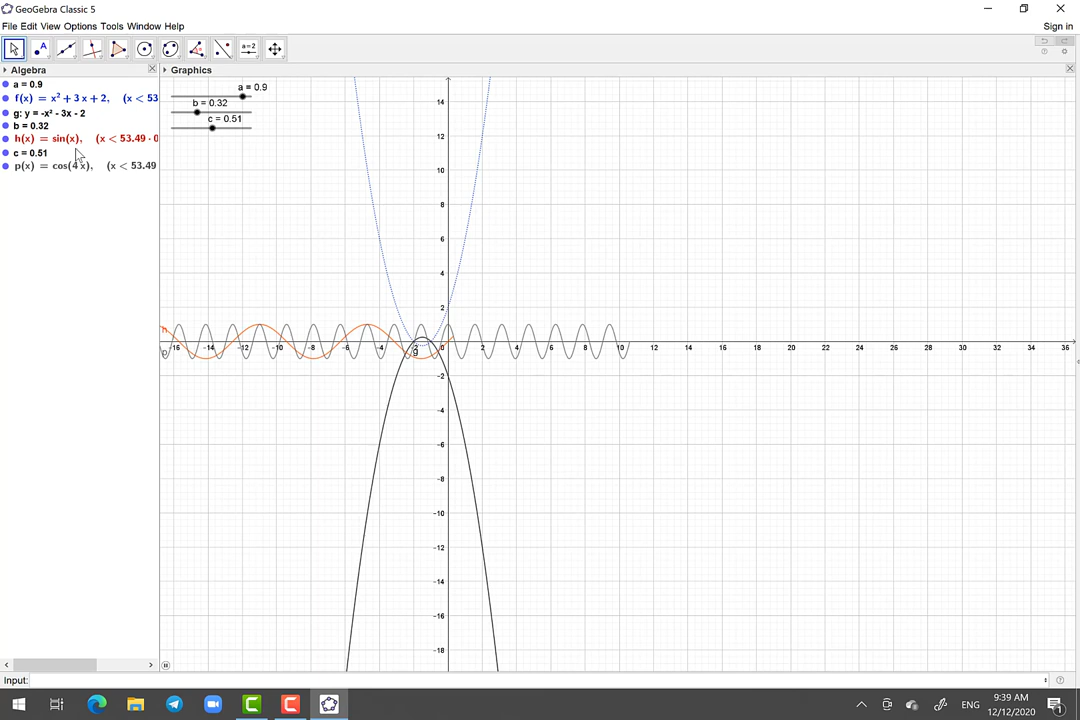 GeoGebra Classic 5
File Edit View Options Tools Window Help
Sign in
A
a=2
Algebra
Graphics
a = 0.9
f(x) = x² + 3 x + 2, (x < 53
g: y = -x² - 3x - 2
b = 0.32
h(x) = sin(x), (x < 53.49 · 0
c = 0.51
p(x) = cos(4 x), (x < 53.49
a = 0.9
b = 0.32
c = 0.51
14
12
10
8
6
4
2
h
p
g
-16 -14 -12 -10 -8 -6 -4 -2 0 2 4 6 8 10 12 14 16 18 20 22 24 26 28 30 32 34 36
-2
-4
-6
-8
-10
-12
-14
-16
-18
Input:
ENG
9:39 AM
12/12/2020
1